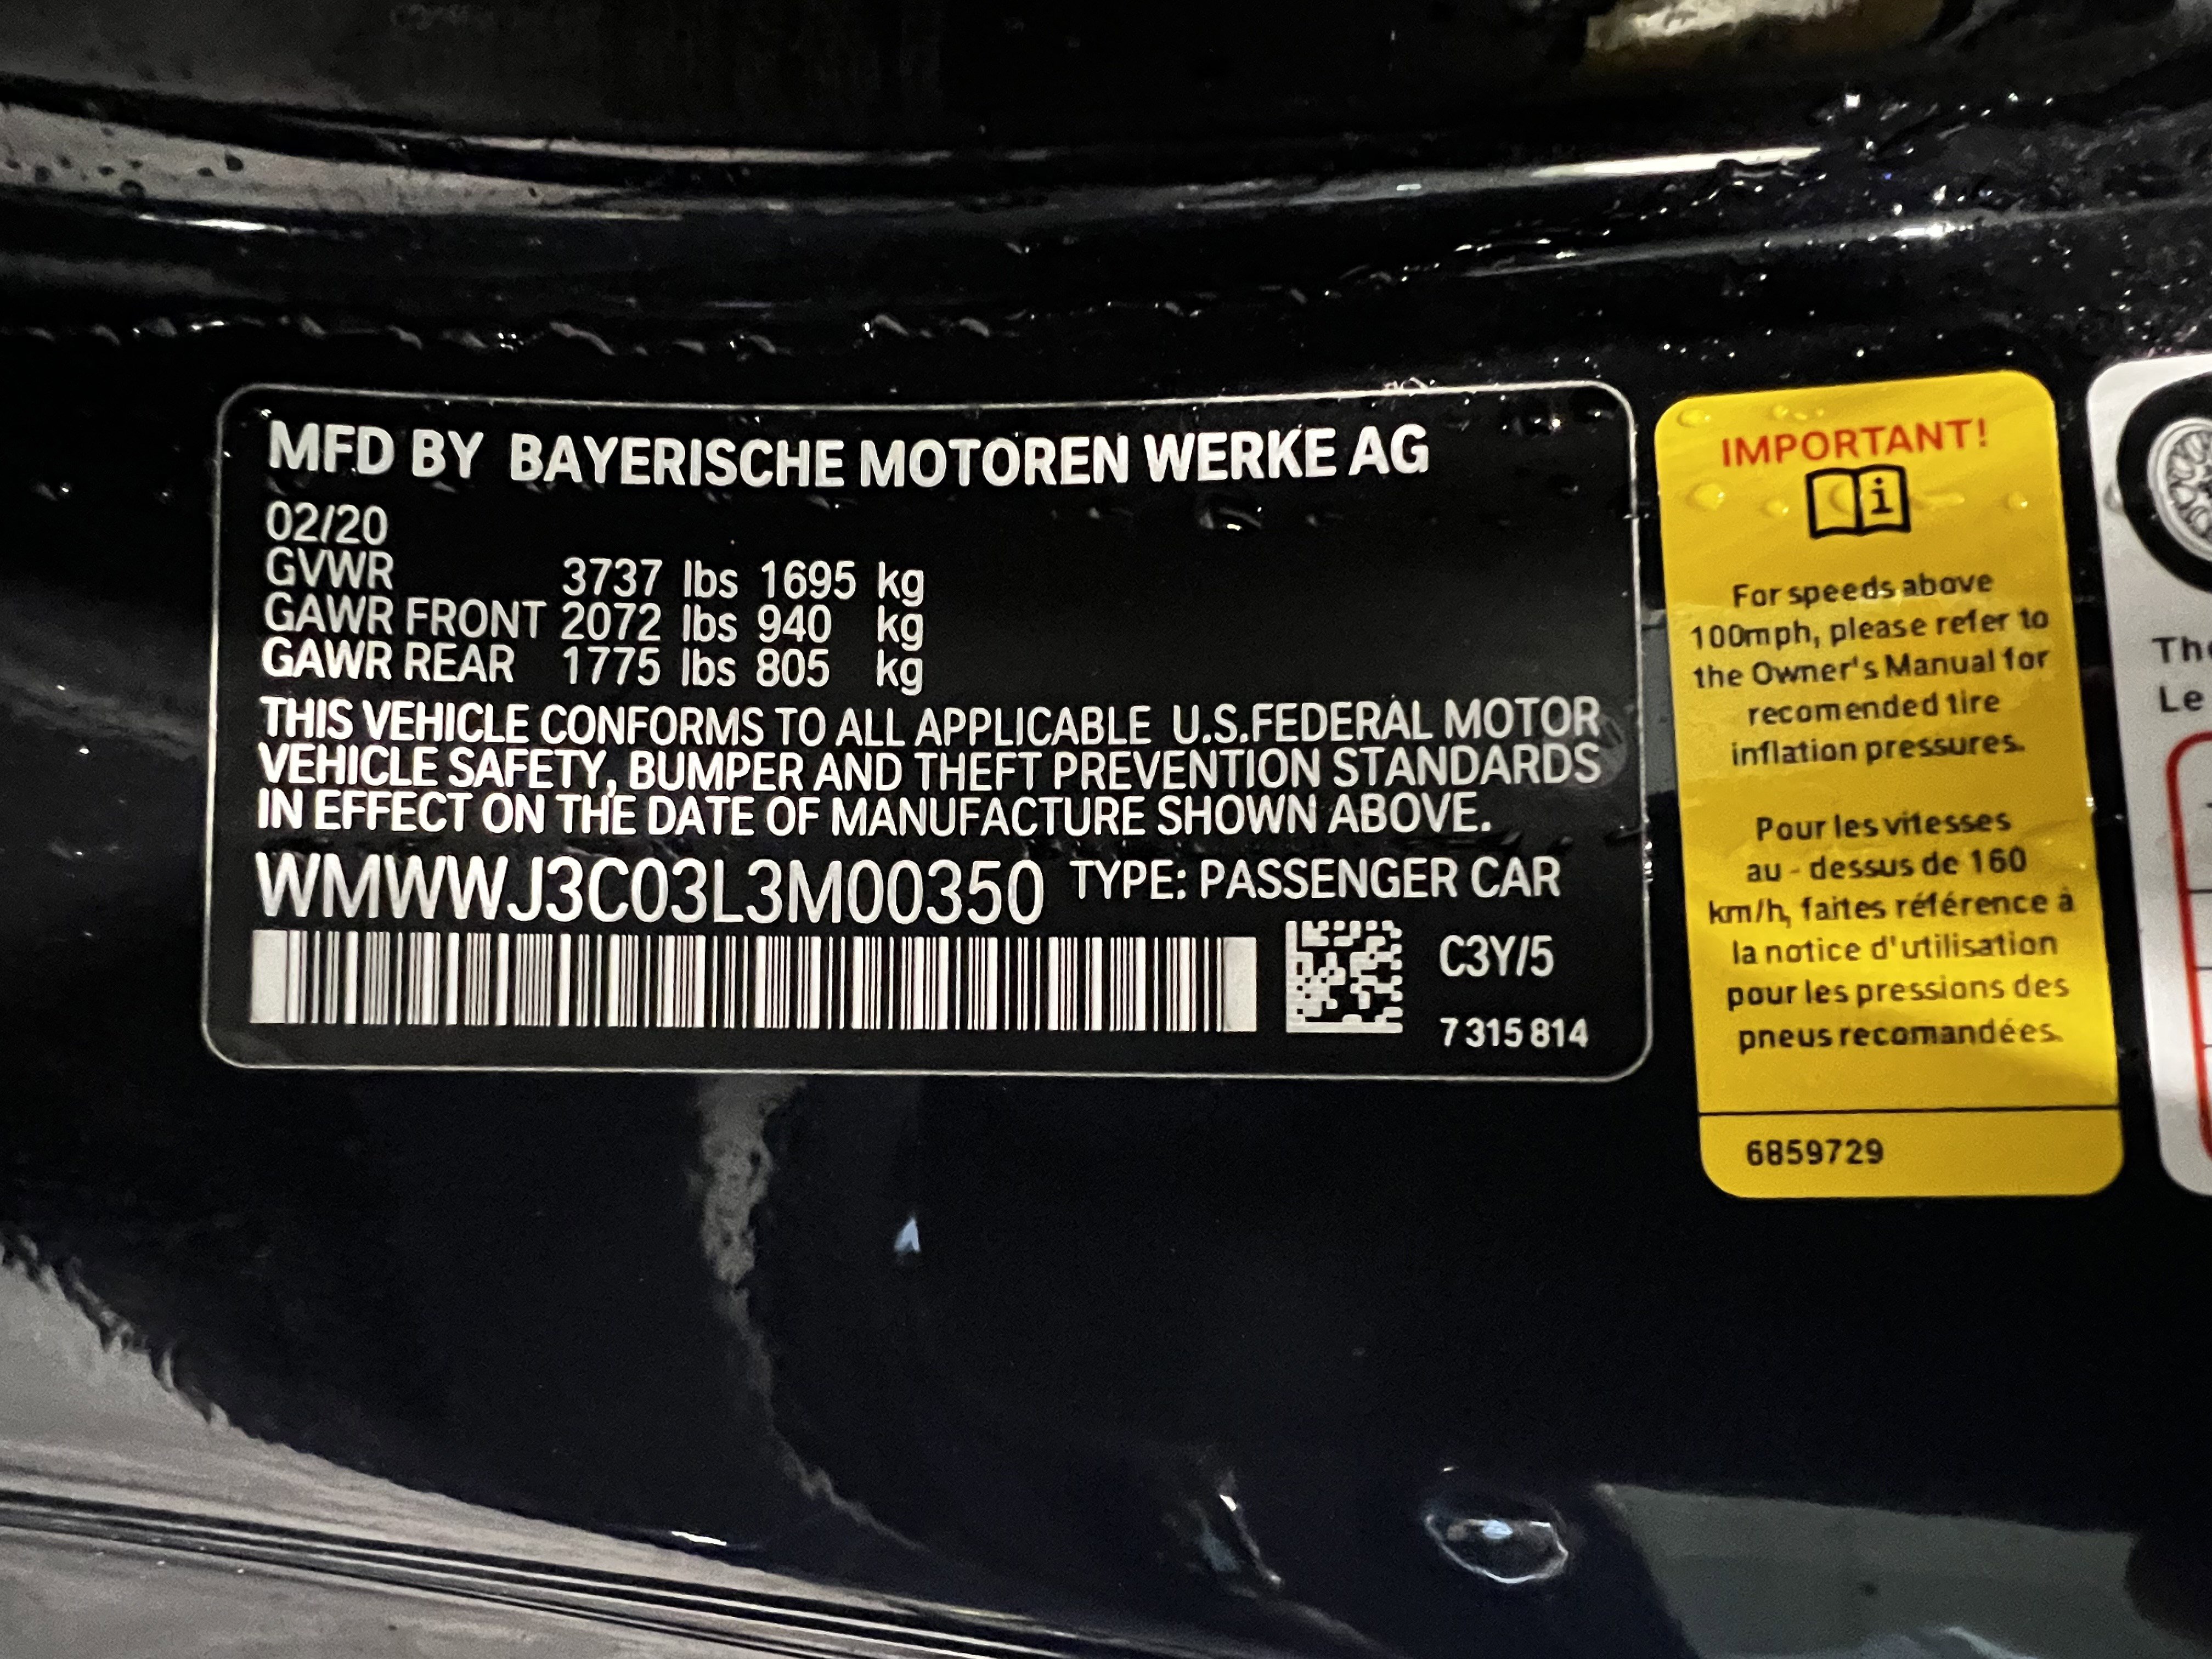 MFD BY BAYERISCHE MOTOREN WERKE AG
02/20
GVWR 3737 lbs 1695 kg
GAWR FRONT 2072 lbs 940 kg
GAWR REAR 1775 lbs 805 kg
THIS VEHICLE CONFORMS TO ALL APPLICABLE U.S.FEDERAL MOTOR
VEHICLE SAFETY, BUMPER AND THEFT PREVENTION STANDARDS
IN EFFECT ON THE DATE OF MANUFACTURE SHOWN ABOVE.
WMWWJ3C03L3M00350 TYPE: PASSENGER CAR
C3Y/5
7 315 814
IMPORTANT!
i
For speeds above
100mph, please refer to
the Owner's Manual for
recomended tire
inflation pressures.
Pour les vitesses
au - dessus de 160
km/h, faites référence à
la notice d'utilisation
pour les pressions des
pneus recomandées.
6859729
Le